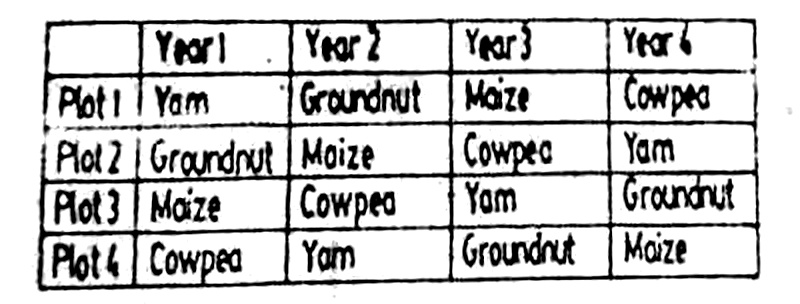 Year 1 Year 2 Year 3 Year 4
Plot 1 Yam Groundnut Maize Cowpea
Plot 2 Groundnut Maize Cowpea Yam
Plot 3 Maize Cowpea Yam Groundnut
Plot 4 Cowpea Yam Groundnut Maize